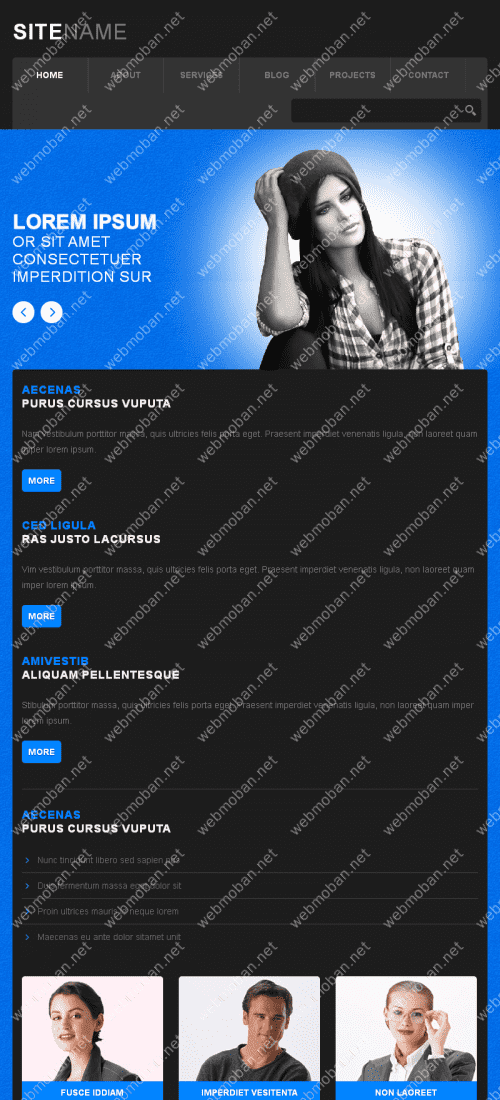 SITENAME
HOME ABOUT SERVICES BLOG PROJECTS CONTACT
LOREM IPSUM
OR SIT AMET
CONSECTETUER
IMPERDITION SUR
AECENAS
PURUS CURSUS VUPUTA
Nam vestibulum porttitor massa, quis ultricies felis porta eget. Praesent imperdiet venenatis ligula, non laoreet quam
imper lorem ipsum.
MORE
CED LIGULA
RAS JUSTO LACURSUS
Vim vestibulum porttitor massa, quis ultricies felis porta eget. Praesent imperdiet venenatis ligula, non laoreet quam
imper lorem ipsum.
MORE
AMIVESTIB
ALIQUAM PELLENTESQUE
Stibulum porttitor massa, quis ultricies felis porta eget. Praesent imperdiet venenatis ligula, non laoreet quam imper
lorem ipsum.
MORE
AECENAS
PURUS CURSUS VUPUTA
Nunc tincidunt libero sed sapien
Duis fermentum massa eget dolor sit
Proin ultrices mauris id neque lorem
Maecenas eu ante dolor sitamet unit
FUSCE IDDIAM IMPERDIET VESITENTA NON LAOREET
webmoban.net